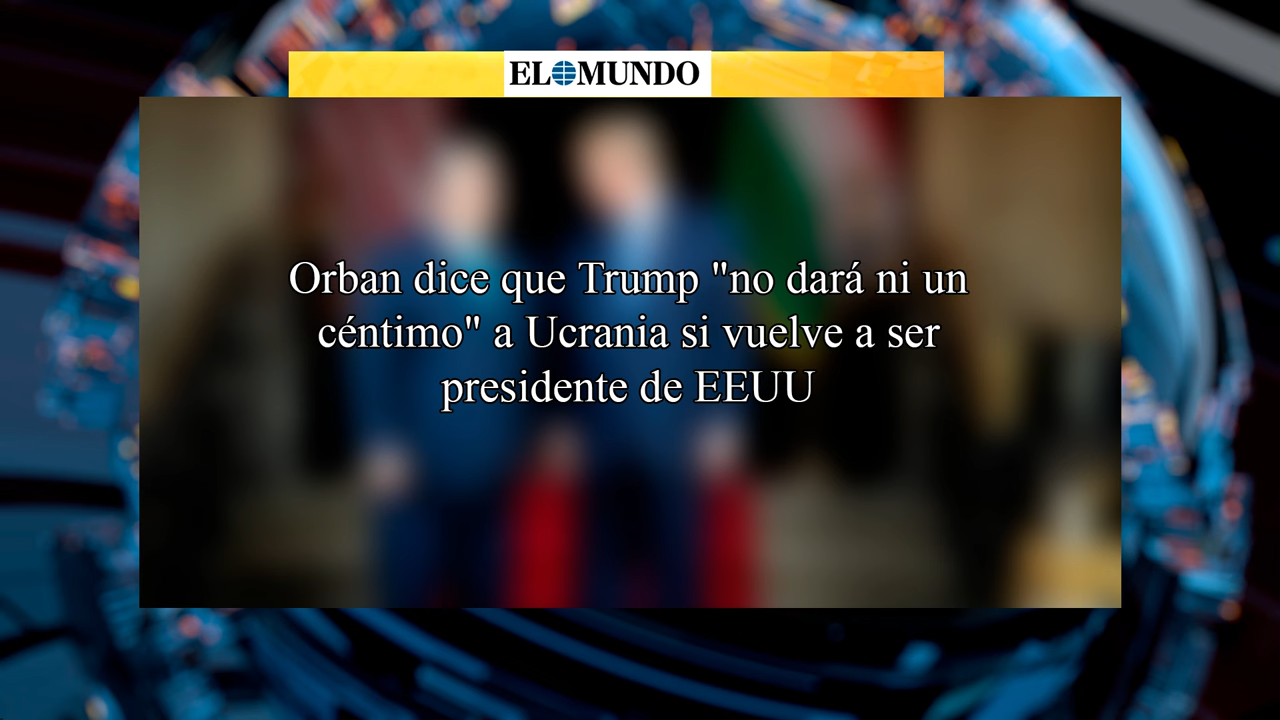 EL MUNDO
Orban dice que Trump "no dará ni un
céntimo" a Ucrania si vuelve a ser
presidente de EEUU